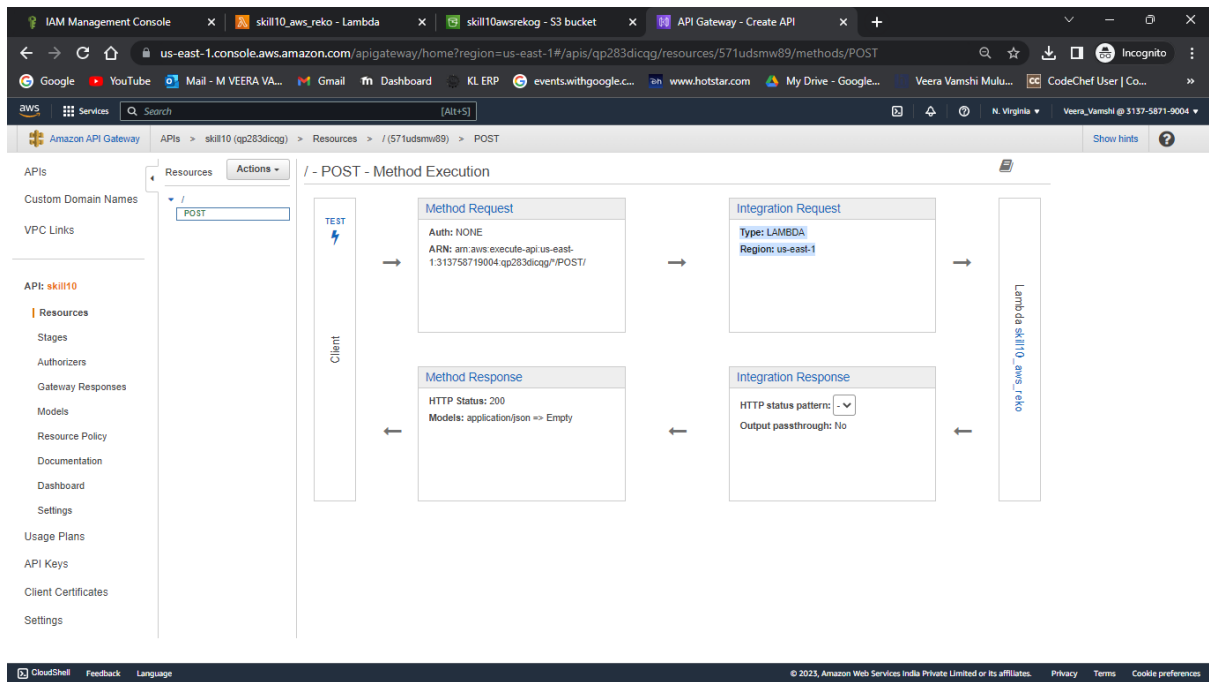 IAM Management Console
skill10_aws_reko - Lambda
skill10awsrekog - S3 bucket
API Gateway - Create API
us-east-1.console.aws.amazon.com/apigateway/home?region=us-east-1#/apis/qp283dicqg/resources/571udsmw89/methods/POST
Incognito
Google
YouTube
Mail - M VEERA VA...
Gmail
Dashboard
KL ERP
events.withgoogle.c...
www.hotstar.com
My Drive - Google...
Veera Vamshi Mulu...
CodeChef User | Co...
»
aws
Services
Search
[Alt+S]
N. Virginia
Veera_Vamshi @ 3137-5871-9004
Amazon API Gateway
APIs > skill10 (qp283dicqg) > Resources > / (571udsmw89) > POST
Show hints
APIs
Custom Domain Names
VPC Links
API: skill10
Resources
Stages
Authorizers
Gateway Responses
Models
Resource Policy
Documentation
Dashboard
Settings
Usage Plans
API Keys
Client Certificates
Settings
Resources
Actions
/
POST
/ - POST - Method Execution
TEST
Client
Method Request
Auth: NONE
ARN: arn:aws:execute-api:us-east-
1:313758719004:qp283dicqg/*/POST/
Integration Request
Type: LAMBDA
Region: us-east-1
Lambda skill10_aws_reko
Method Response
HTTP Status: 200
Models: application/json => Empty
Integration Response
HTTP status pattern: -
Output passthrough: No
CloudShell
Feedback
Language
© 2023, Amazon Web Services India Private Limited or its affiliates.
Privacy
Terms
Cookie preferences